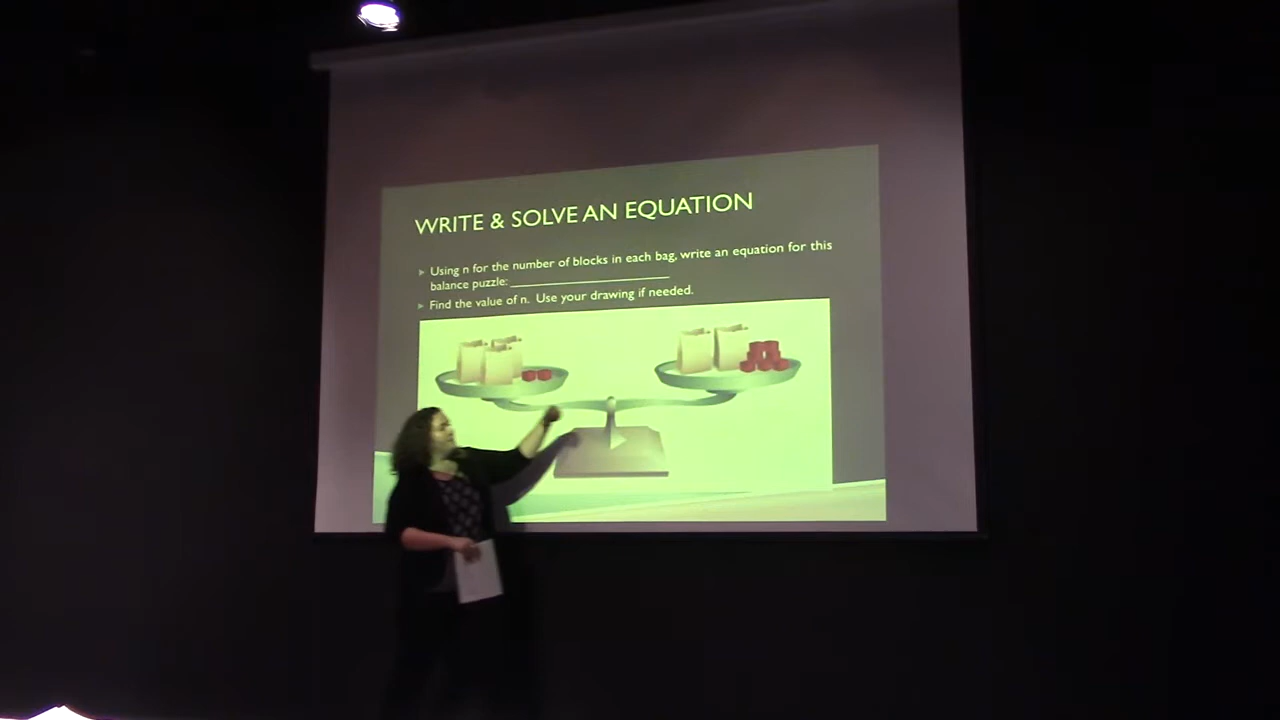 WRITE & SOLVE AN EQUATION
Using n for the number of blocks in each bag, write an equation for this
balance puzzle: ____________________
Find the value of n. Use your drawing if needed.